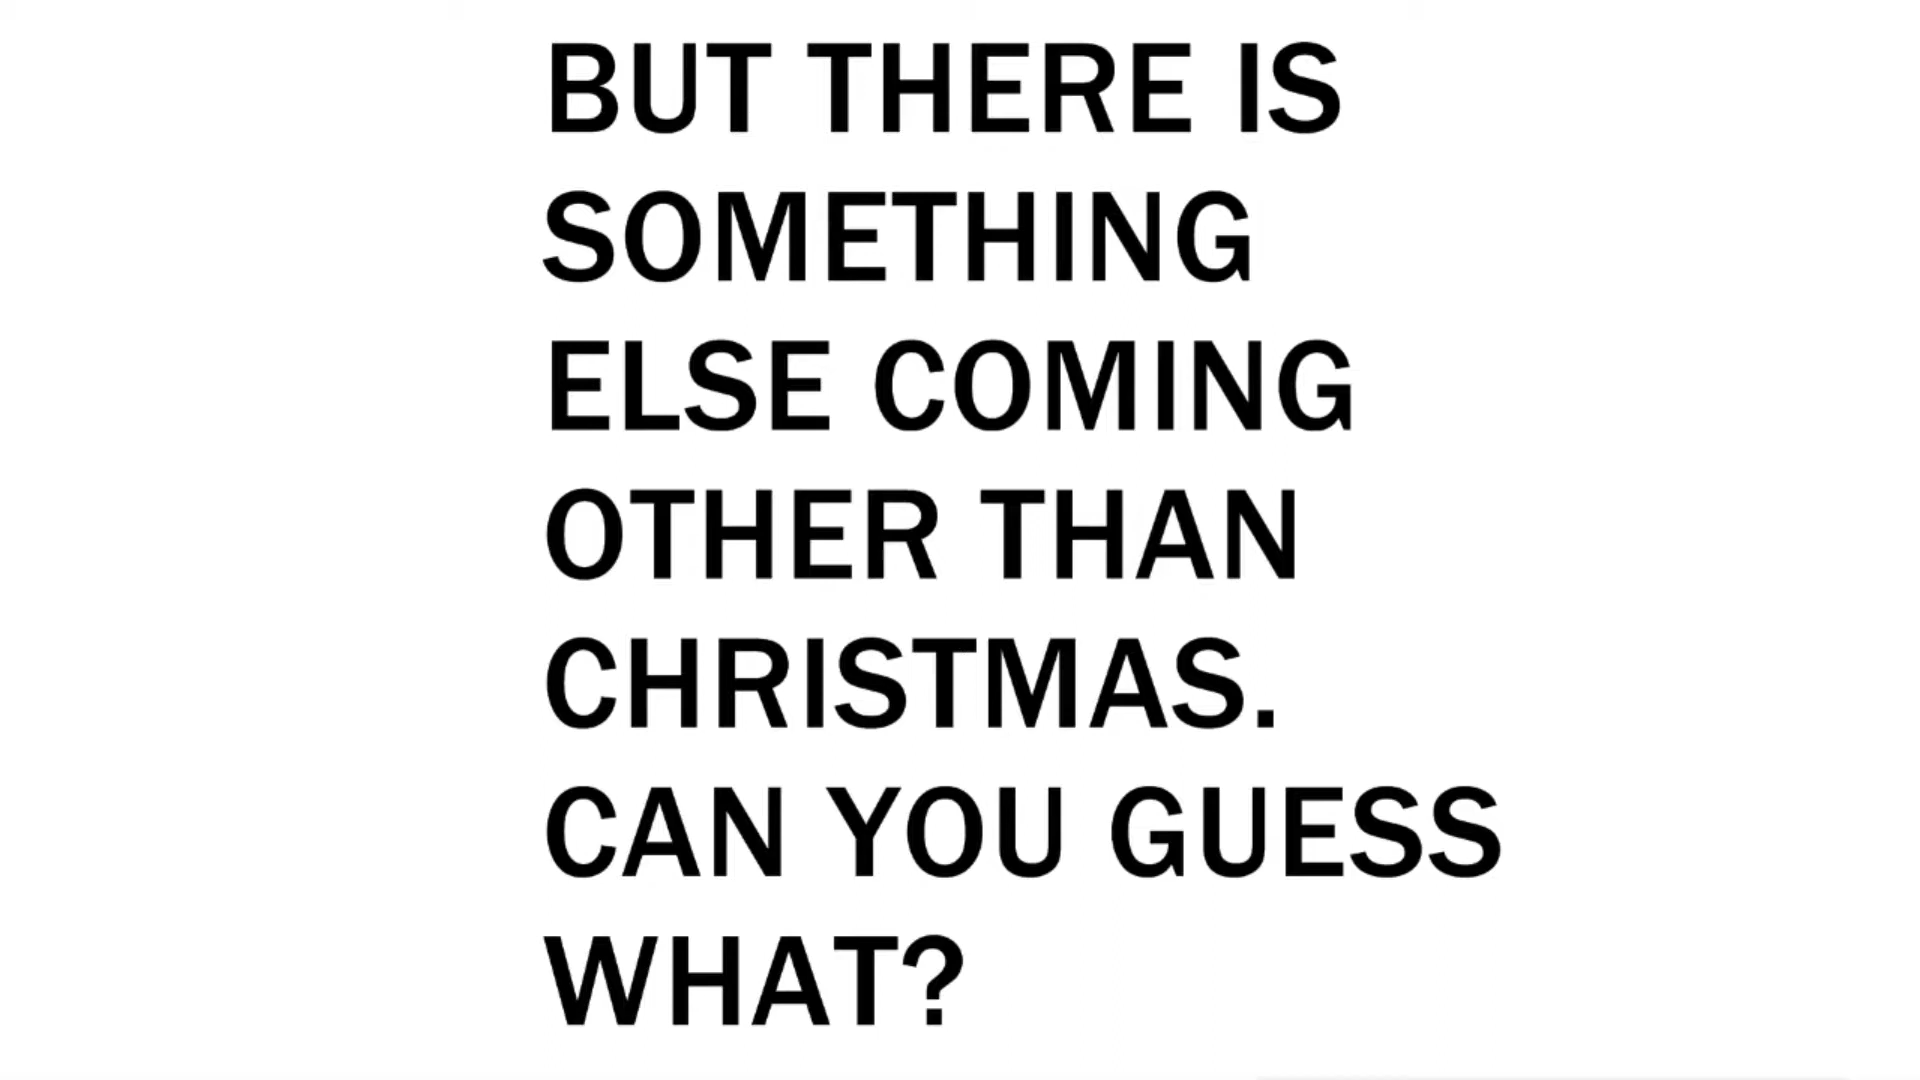 BUT THERE IS
SOMETHING
ELSE COMING
OTHER THAN
CHRISTMAS.
CAN YOU GUESS
WHAT?